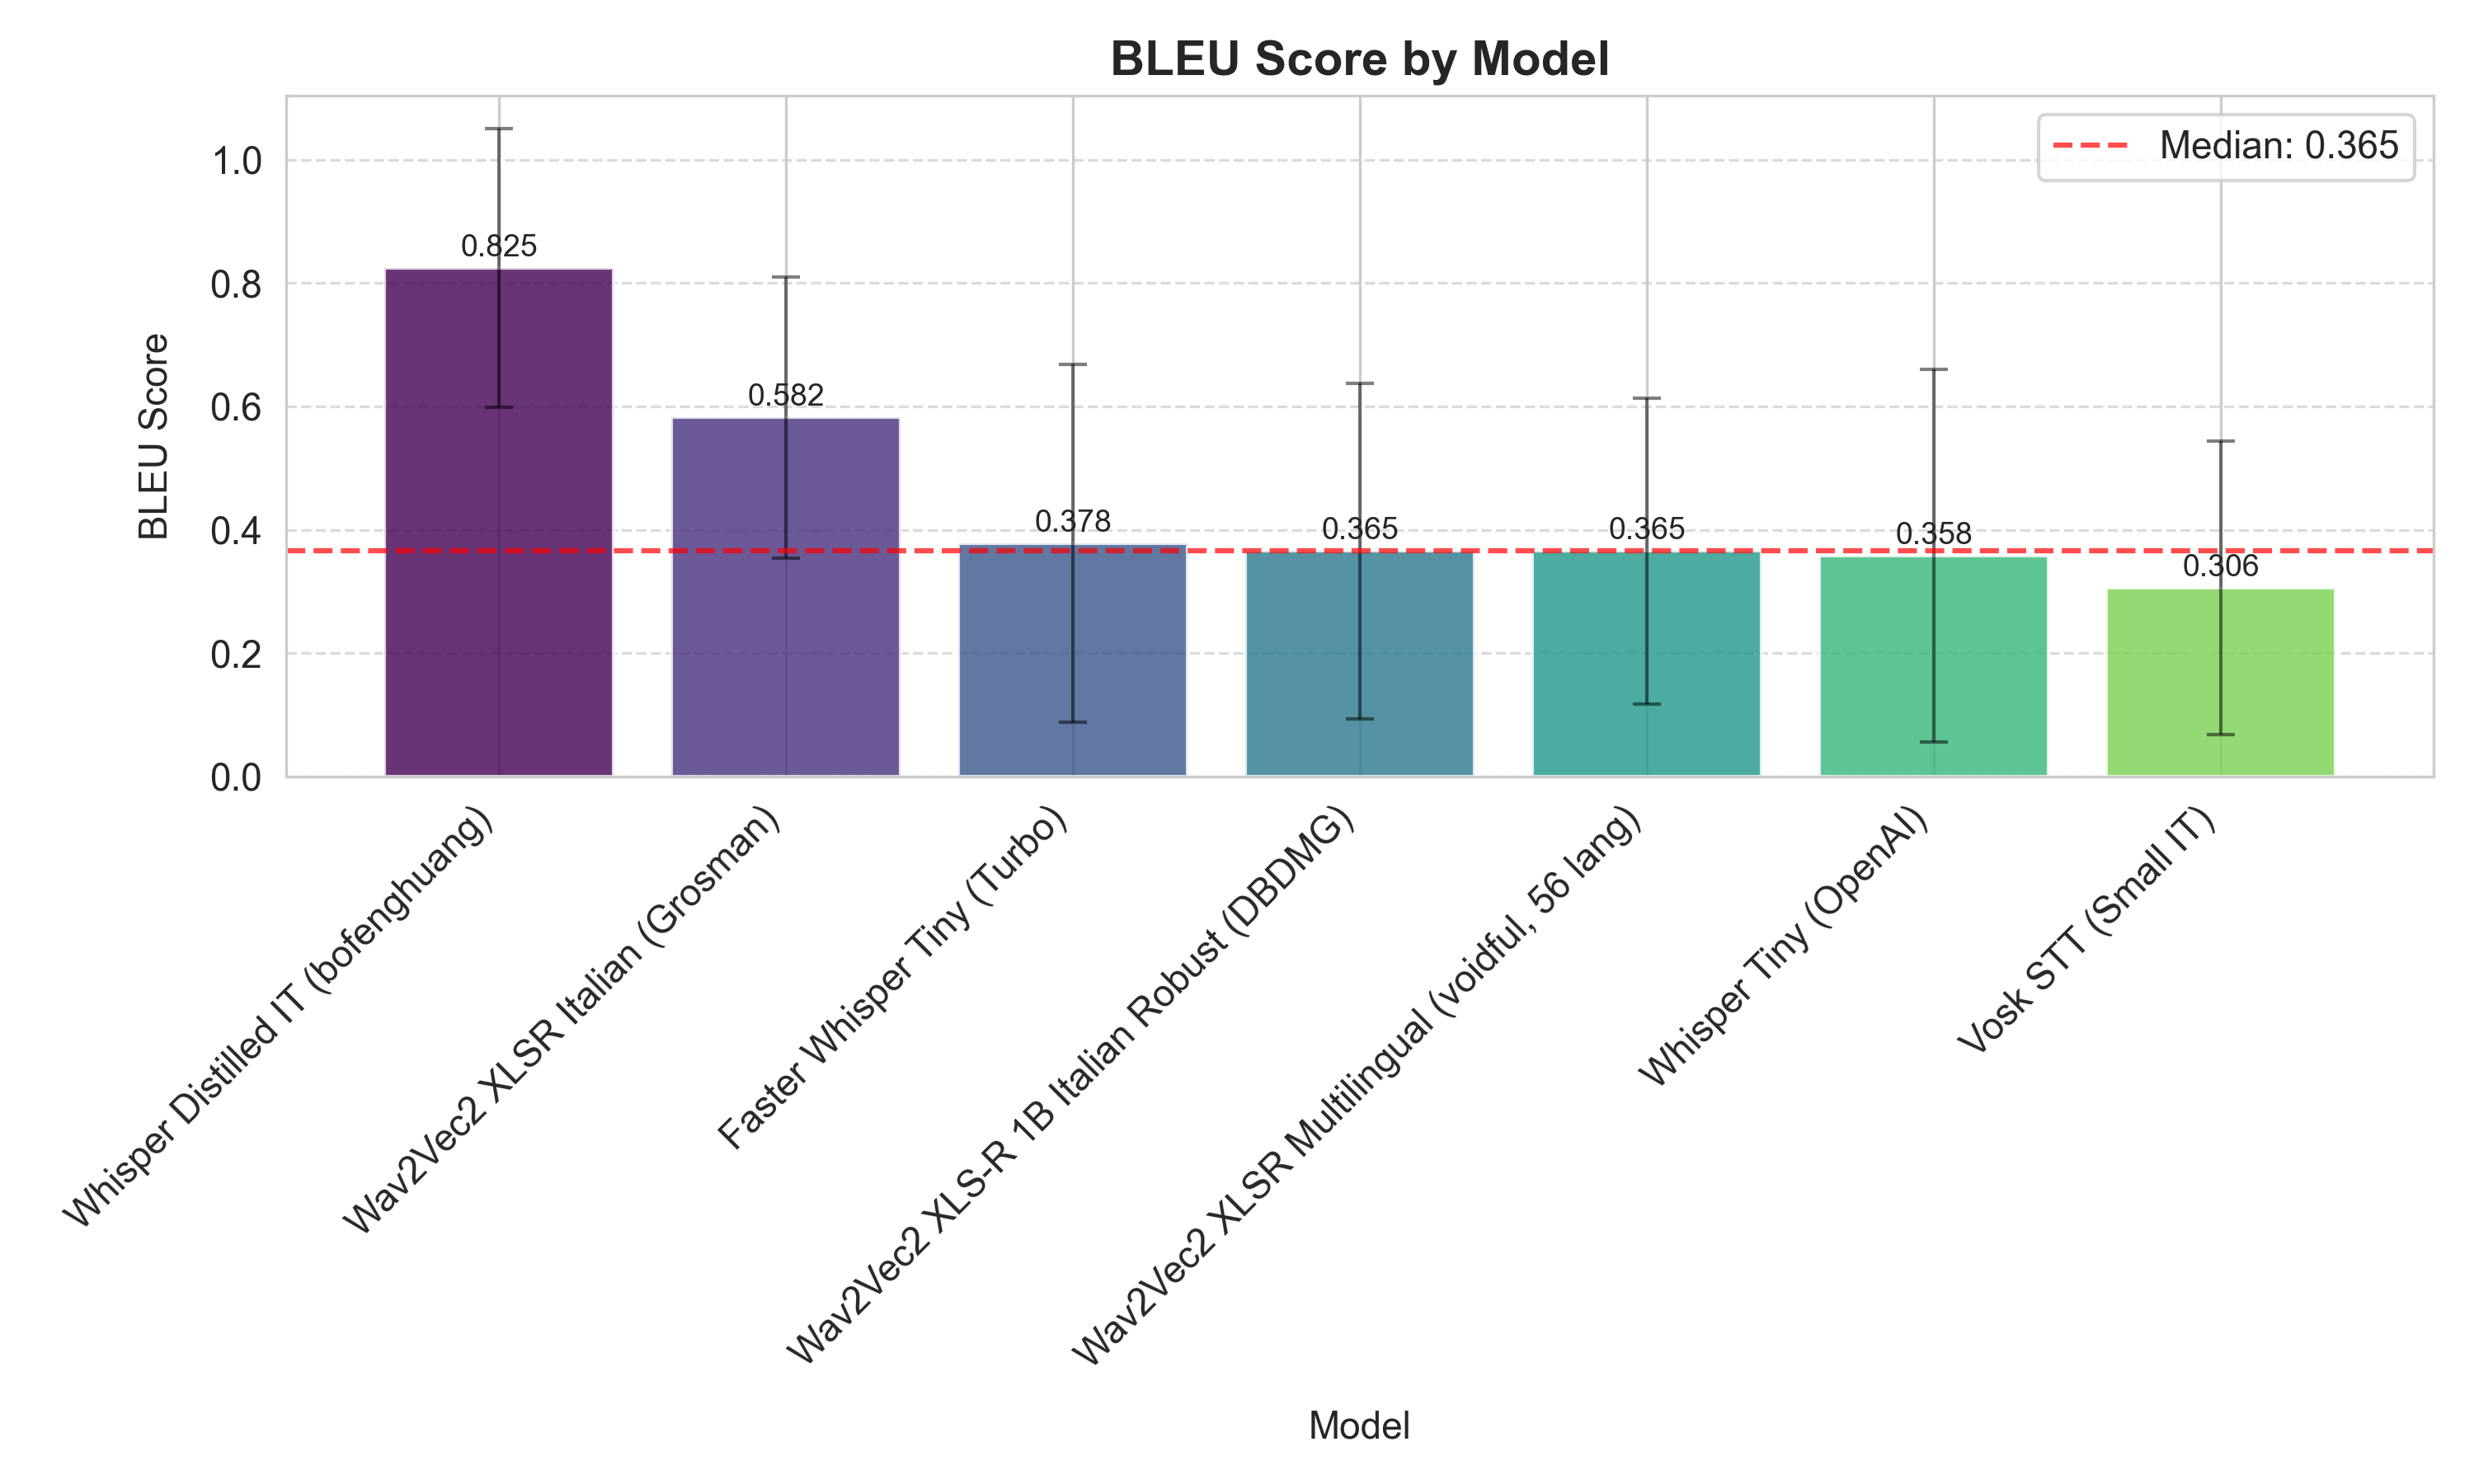 BLEU Score by Model
Median: 0.365
BLEU Score
1.0
0.8
0.6
0.4
0.2
0.0
0.825
0.582
0.378
0.365
0.365
0.358
0.306
Whisper Distilled IT (bofenghuang)
Wav2Vec2 XLSR Italian (Grosman)
Faster Whisper Tiny (Turbo)
Wav2Vec2 XLS-R 1B Italian Robust (DBDMG)
Wav2Vec2 XLSR Multilingual (voidful, 56 lang)
Whisper Tiny (OpenAI)
Vosk STT (Small IT)
Model